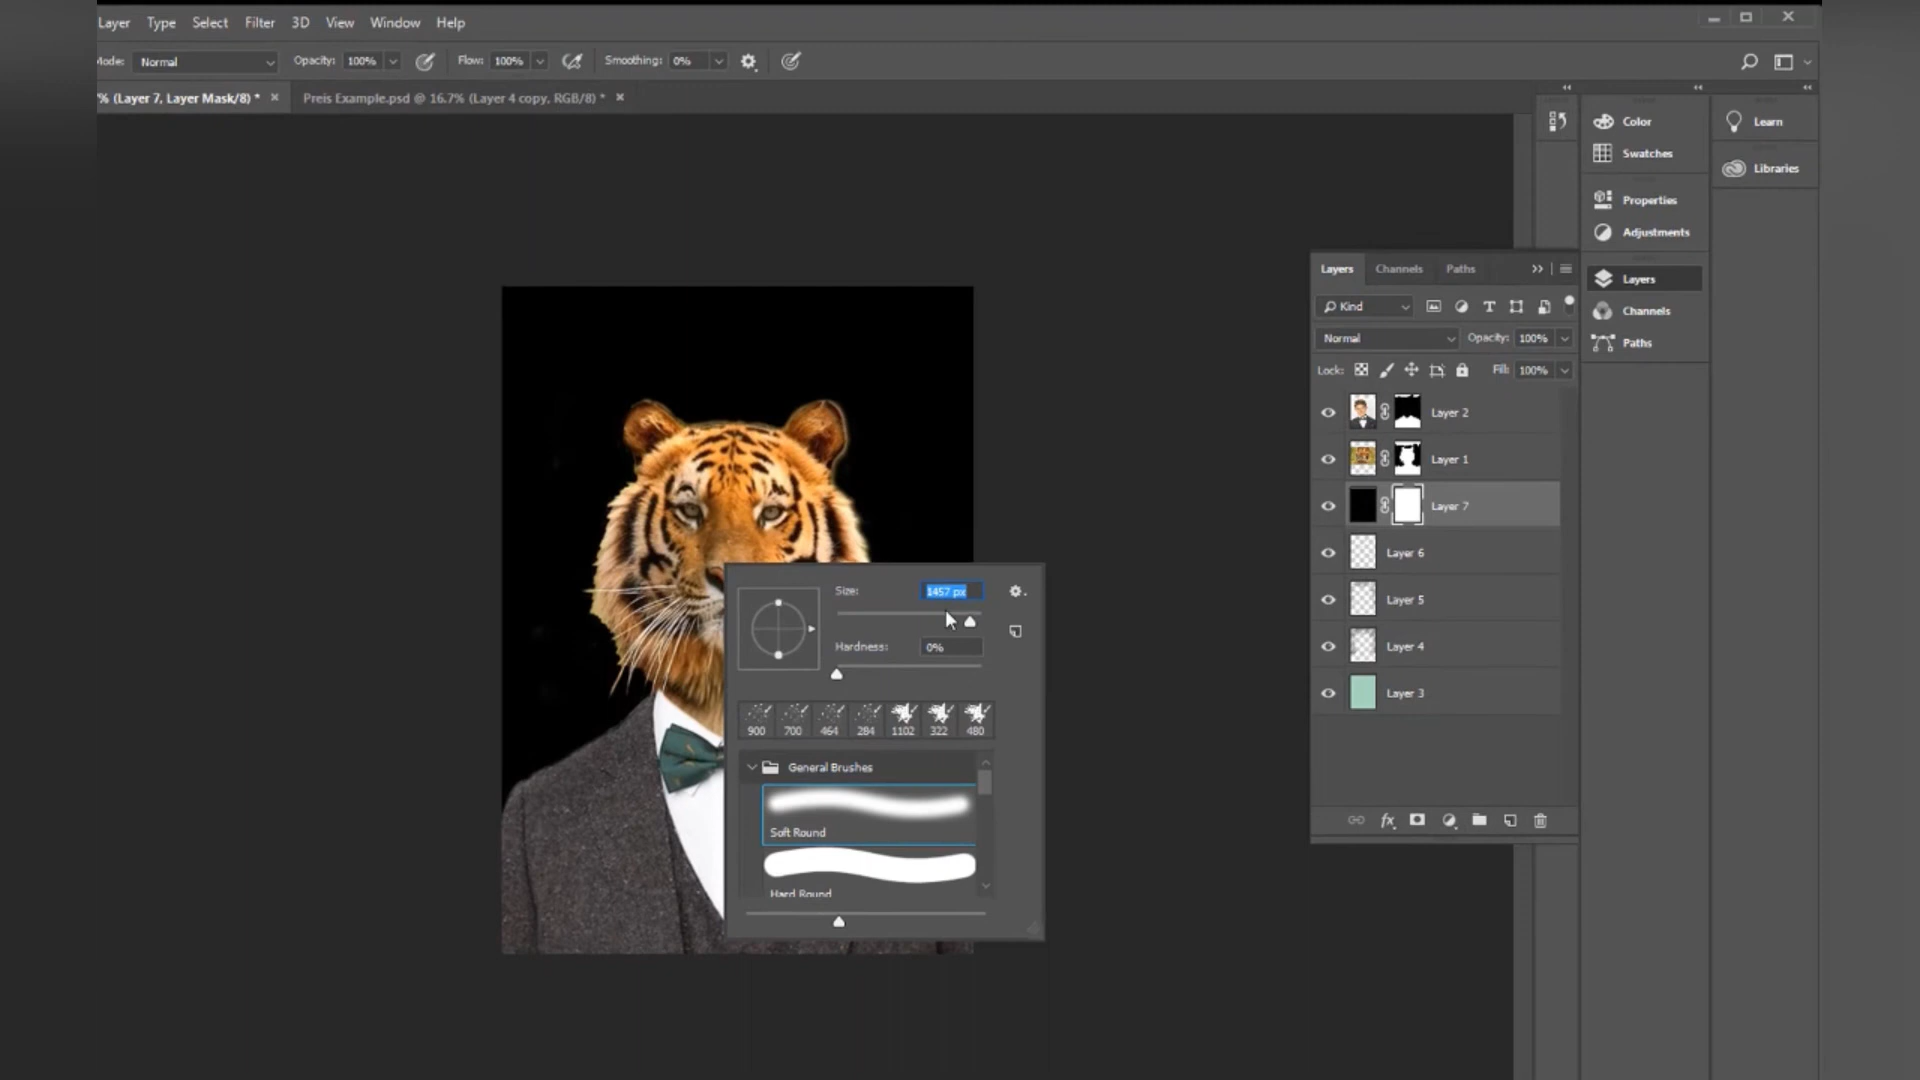 Layer Type Select Filter 3D View Window Help
Mode: Normal Opacity: 100% Flow: 100% Smoothing: 0%
% (Layer 7, Layer Mask/8) * × Preis Example.psd @ 16.7% (Layer 4 copy, RGB/8) * ×
Color
Swatches
Properties
Adjustments
Layers
Channels
Paths
Learn
Libraries
Layers Channels Paths
Kind
Normal Opacity: 100%
Lock: Fill: 100%
Layer 2
Layer 1
Layer 7
Layer 6
Layer 5
Layer 4
Layer 3
fx
Size: 1457 px
Hardness: 0%
900 700 464 284 1102 322 480
General Brushes
Soft Round
Hard Round